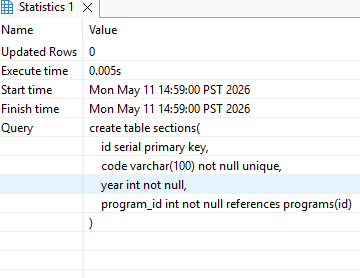 Statistics 1
Name Value
Updated Rows 0
Execute time 0.005s
Start time Mon May 11 14:59:00 PST 2026
Finish time Mon May 11 14:59:00 PST 2026
Query create table sections(
id serial primary key,
code varchar(100) not null unique,
year int not null,
program_id int not null references programs(id)
)